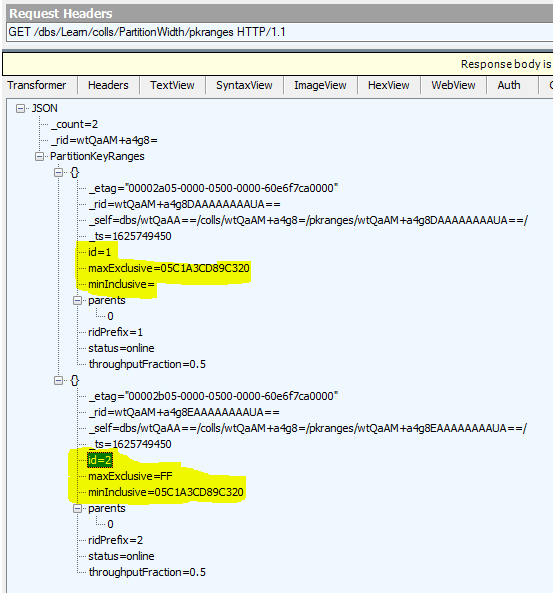 Request Headers
GET /dbs/Learn/colls/PartitionWidth/pkranges HTTP/1.1
Response body is
Transformer Headers TextView SyntaxView ImageView HexView WebView Auth
JSON
_count=2
_rid=wtQaAM+a4g8=
PartitionKeyRanges
{}
_etag="00002a05-0000-0500-0000-60e6f7ca0000"
_rid=wtQaAM+a4g8DAAAAAAAAUA==
_self=dbs/wtQaAA==/colls/wtQaAM+a4g8=/pkranges/wtQaAM+a4g8DAAAAAAAAUA==/
_ts=1625749450
id=1
maxExclusive=05C1A3CD89C320
minInclusive=
parents
0
ridPrefix=1
status=online
throughputFraction=0.5
{}
_etag="00002b05-0000-0500-0000-60e6f7ca0000"
_rid=wtQaAM+a4g8EAAAAAAAAUA==
_self=dbs/wtQaAA==/colls/wtQaAM+a4g8=/pkranges/wtQaAM+a4g8EAAAAAAAAUA==/
_ts=1625749450
id=2
maxExclusive=FF
minInclusive=05C1A3CD89C320
parents
0
ridPrefix=2
status=online
throughputFraction=0.5